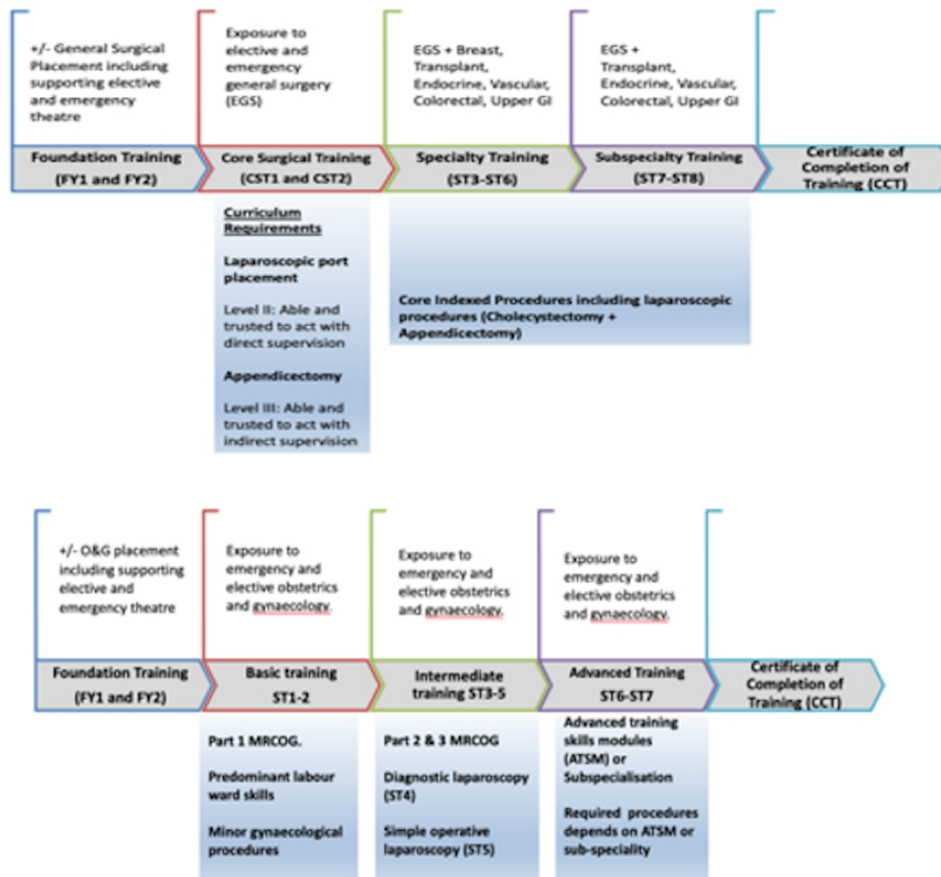 +/- General Surgical
Placement including
supporting elective
and emergency
theatre
Exposure to
elective and
emergency
general surgery
(EGS)
EGS + Breast,
Transplant,
Endocrine, Vascular,
Colorectal, Upper GI
EGS +
Transplant,
Endocrine, Vascular,
Colorectal, Upper GI
Foundation Training
(FY1 and FY2)
Core Surgical Training
(CST1 and CST2)
Specialty Training
(ST3-ST6)
Subspecialty Training
(ST7-ST8)
Certificate of
Completion of
Training (CCT)
Curriculum
Requirements
Laparoscopic port
placement
Level II: Able and
trusted to act with
direct supervision
Appendicectomy
Level III: Able and
trusted to act with
indirect supervision
Core Indexed Procedures including laparoscopic
procedures (Cholecystectomy +
Appendicectomy)
+/- O&G placement
including supporting
elective and
emergency theatre
Exposure to
emergency and
elective obstetrics
and gynaecology.
Exposure to
emergency and
elective obstetrics
and gynaecology.
Exposure to
emergency and
elective obstetrics
and gynaecology.
Foundation Training
(FY1 and FY2)
Basic training
ST1-2
Intermediate
training ST3-5
Advanced Training
ST6-ST7
Certificate of
Completion of
Training (CCT)
Part 1 MRCOG.
Predominant labour
ward skills
Minor gynaecological
procedures
Part 2 & 3 MRCOG
Diagnostic laparoscopy
(ST4)
Simple operative
laparoscopy (ST5)
Advanced training
skills modules
(ATSM) or
Subspecialisation
Required procedures
depends on ATSM or
sub-speciality